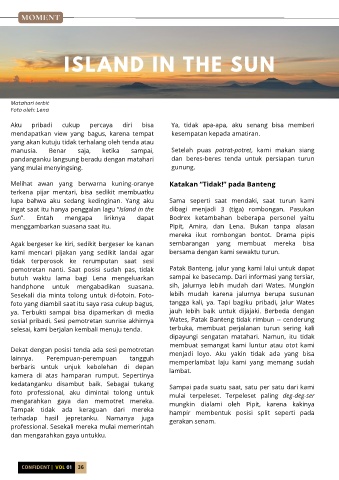 MOMENT
ISLAND IN THE SUN
Matahari terbit
Foto oleh: Lena
Aku pribadi cukup percaya diri bisa
mendapatkan view yang bagus, karena tempat
yang akan kutuju tidak terhalang oleh tenda atau
manusia. Benar saja, ketika sampai,
pandanganku langsung beradu dengan matahari
yang mulai menyingsing.
Melihat awan yang berwarna kuning-oranye
terkena pijar mentari, bisa sedikit membuatku
lupa bahwa aku sedang kedinginan. Yang aku
ingat saat itu hanya penggalan lagu "Island in the
Sun". Entah mengapa liriknya dapat
menggambarkan suasana saat itu.
Agak bergeser ke kiri, sedikit bergeser ke kanan
kami mencari pijakan yang sedikit landai agar
tidak terperosok ke rerumputan saat sesi
pemotretan nanti. Saat posisi sudah pas, tidak
butuh waktu lama bagi Lena mengeluarkan
handphone untuk mengabadikan suasana.
Sesekali dia minta tolong untuk di-fotoin. Foto-
foto yang diambil saat itu saya rasa cukup bagus,
ya. Terbukti sampai bisa dipamerkan di media
sosial pribadi. Sesi pemotretan sunrise akhirnya
selesai, kami berjalan kembali menuju tenda.
Dekat dengan posisi tenda ada sesi pemotretan
lainnya. Perempuan-perempuan tangguh
berbaris untuk unjuk kebolehan di depan
kamera di atas hamparan rumput. Sepertinya
kedatanganku disambut baik. Sebagai tukang
foto professional, aku dimintai tolong untuk
mengarahkan gaya dan memotret mereka.
Tampak tidak ada keraguan dari mereka
terhadap hasil jepretanku. Namanya juga
professional. Sesekali mereka mulai memerintah
dan mengarahkan gaya untukku.
Ya, tidak apa-apa, aku senang bisa memberi
kesempatan kepada amatiran.
Setelah puas potrat-potret, kami makan siang
dan beres-beres tenda untuk persiapan turun
gunung.
Katakan "Tidak!" pada Banteng
Sama seperti saat mendaki, saat turun kami
dibagi menjadi 3 (tiga) rombongan. Pasukan
Bodrex ketambahan beberapa personel yaitu
Pipit, Amira, dan Lena. Bukan tanpa alasan
mereka ikut rombongan bontot. Drama pipis
sembarangan yang membuat mereka bisa
bersama dengan kami sewaktu turun.
Patak Banteng, jalur yang kami lalui untuk dapat
sampai ke basecamp. Dari informasi yang tersiar,
sih, jalurnya lebih mudah dari Wates. Mungkin
lebih mudah karena jalurnya berupa susunan
tangga kali, ya. Tapi bagiku pribadi, jalur Wates
jauh lebih baik untuk dijajaki. Berbeda dengan
Wates, Patak Banteng tidak rimbun – cenderung
terbuka, membuat perjalanan turun sering kali
dipayungi sengatan matahari. Namun, itu tidak
membuat semangat kami luntur atau otot kami
menjadi loyo. Aku yakin tidak ada yang bisa
memperlambat laju kami yang memang sudah
lambat.
Sampai pada suatu saat, satu per satu dari kami
mulai terpeleset. Terpeleset paling deg-deg-ser
mungkin dialami oleh Pipit, karena kakinya
hampir membentuk posisi split seperti pada
gerakan senam.
CONFIDENT | VOL 01 36